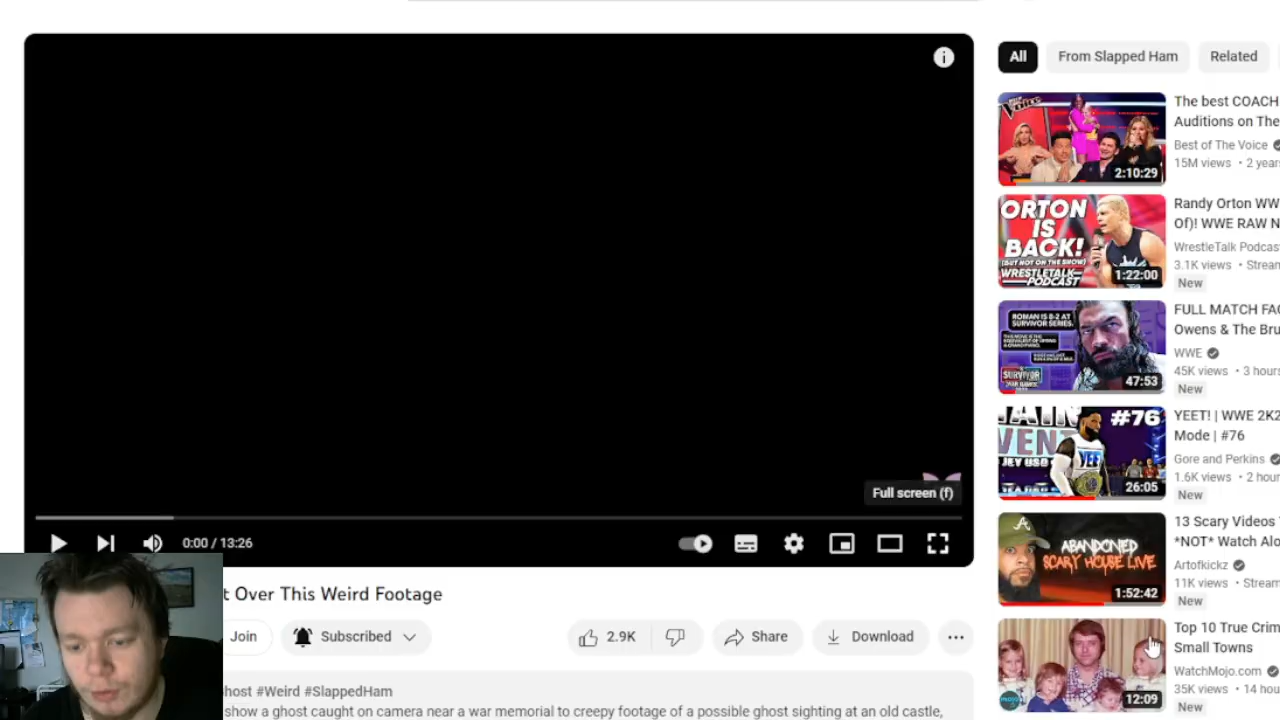 All
From Slapped Ham
Related
The best COACH
Auditions on The
Best of The Voice
15M views • 2 years
2:10:29
Randy Orton WW
Of)! WWE RAW N
WrestleTalk Podcas
3.1K views • Stream
New
ORTON
IS
BACK!
(BUT NOT ON THE SHOW)
WRESTLETALK
PODCAST
1:22:00
FULL MATCH FAC
Owens & The Bru
WWE
45K views • 3 hours
New
ROMAN IS 8-2 AT
SURVIVOR SERIES.
SURVIVOR
47:53
YEET! | WWE 2K2
Mode | #76
Gore and Perkins
1.6K views • 2 hour
New
#76
JEY USO
YEE
26:05
13 Scary Videos
*NOT* Watch Alo
Artofkickz
11K views • Stream
New
ABANDONED
SCARY HOUSE LIVE
1:52:42
Top 10 True Crim
Small Towns
WatchMojo.com
35K views • 14 hou
12:09
Full screen (f)
0:00 / 13:26
t Over This Weird Footage
Join
Subscribed
2.9K
Share
Download
host #Weird #SlappedHam
show a ghost caught on camera near a war memorial to creepy footage of a possible ghost sighting at an old castle,